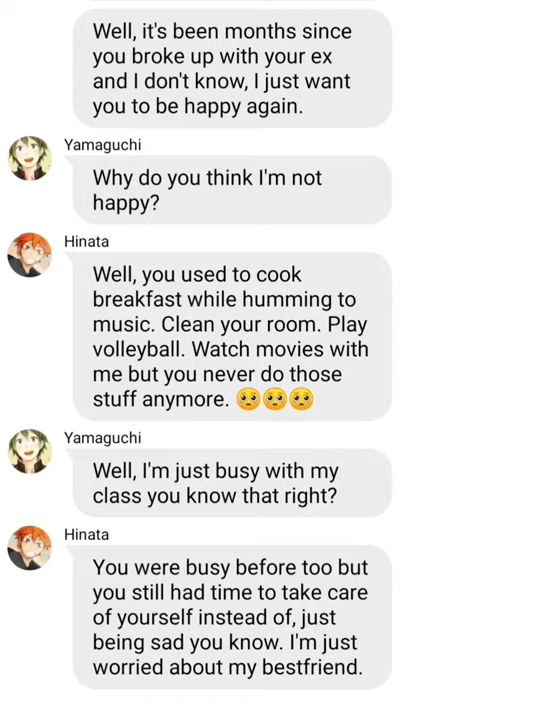 Well, it's been months since
you broke up with your ex
and I don't know, I just want
you to be happy again.
Yamaguchi
Why do you think I'm not
happy?
Hinata
Well, you used to cook
breakfast while humming to
music. Clean your room. Play
volleyball. Watch movies with
me but you never do those
stuff anymore. 🥺🥺🥺
Yamaguchi
Well, I'm just busy with my
class you know that right?
Hinata
You were busy before too but
you still had time to take care
of yourself instead of, just
being sad you know. I'm just
worried about my bestfriend.